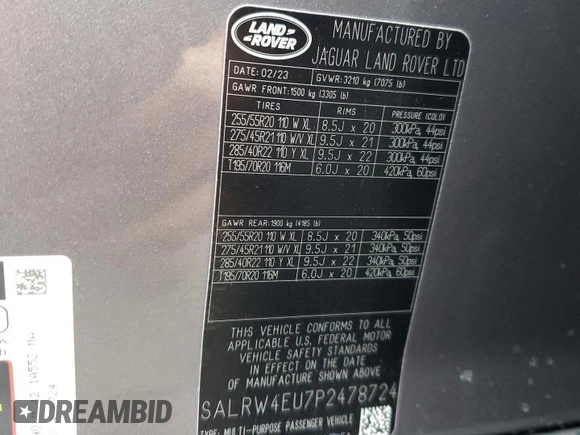 LAND
ROVER
MANUFACTURED BY
JAGUAR LAND ROVER LTD
DATE: 02/23 GVWR: 3210 kg (7075 lb)
GAWR FRONT: 1500 kg (3305 lb)
TIRES RIMS PRESSURE (COLD)
255/55R20 110 W XL 8.5J x 20 300kPa, 44psi
275/45R21 110 W/V XL 9.5J x 21 300kPa, 44psi
285/40R22 110 Y XL 9.5J x 22 300kPa, 44psi
T195/70R20 116M 6.0J x 20 420kPa, 60psi
GAWR REAR: 1900 kg (4185 lb)
255/55R20 110 W XL 8.5J x 20 340kPa, 50psi
275/45R21 110 W/V XL 9.5J x 21 340kPa, 50psi
285/40R22 110 Y XL 9.5J x 22 340kPa, 50psi
T195/70R20 116M 6.0J x 20 420kPa, 60psi
THIS VEHICLE CONFORMS TO ALL
APPLICABLE U.S. FEDERAL MOTOR
VEHICLE SAFETY STANDARDS IN
EFFECT ON THE DATE OF
MANUFACTURE SHOWN ABOVE
SALRW4EU7P2478724
TYPE: MULTI-PURPOSE PASSENGER VEHICLE
DREAMBID